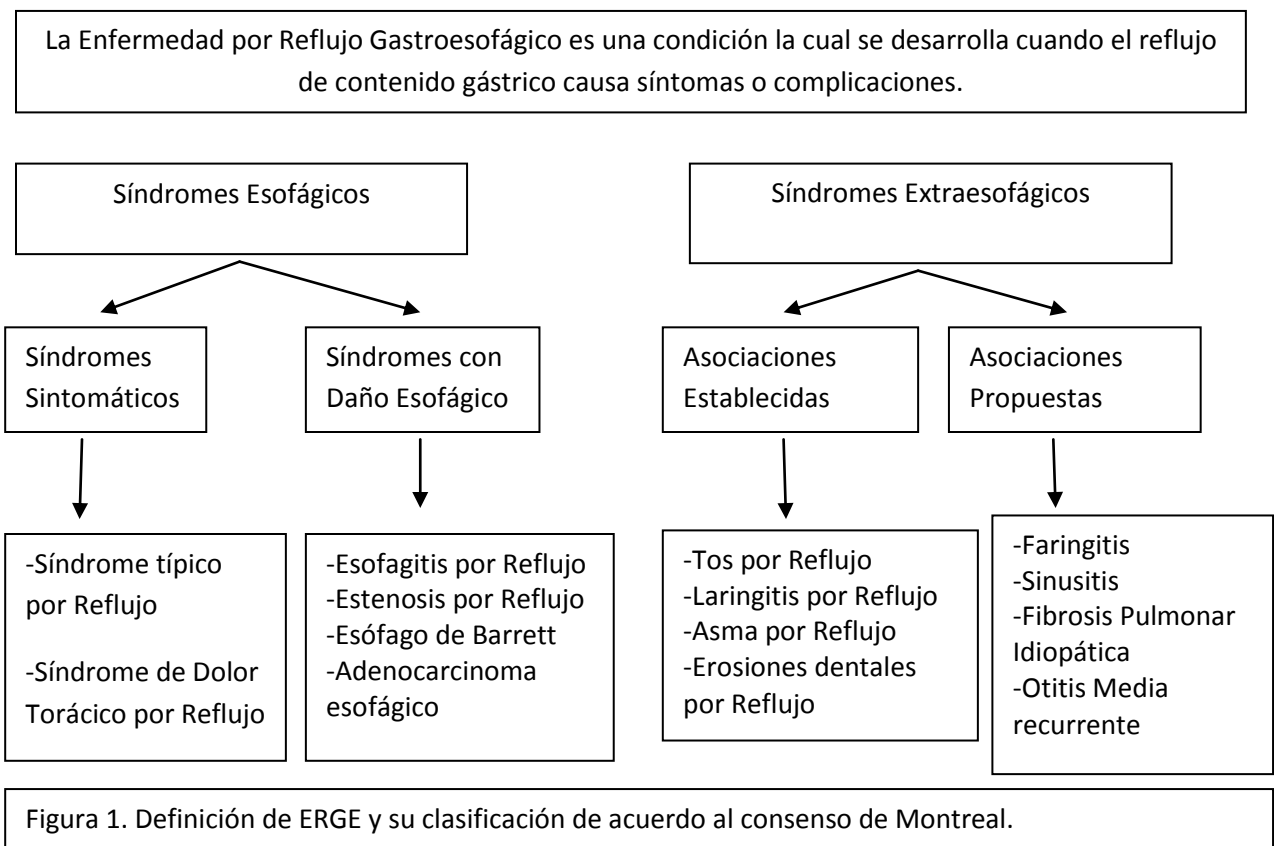 La Enfermedad por Reflujo Gastroesofágico es una condición la cual se desarrolla cuando el reflujo
de contenido gástrico causa síntomas o complicaciones.
Síndromes Esofágicos
Síndromes Extraesofágicos
Síndromes
Sintomáticos
Síndromes con
Daño Esofágico
Asociaciones
Establecidas
Asociaciones
Propuestas
-Síndrome típico
por Reflujo
-Síndrome de Dolor
Torácico por Reflujo
-Esofagitis por Reflujo
-Estenosis por Reflujo
-Esófago de Barrett
-Adenocarcinoma
esofágico
-Tos por Reflujo
-Laringitis por Reflujo
-Asma por Reflujo
-Erosiones dentales
por Reflujo
-Faringitis
-Sinusitis
-Fibrosis Pulmonar
Idiopática
-Otitis Media
recurrente
Figura 1. Definición de ERGE y su clasificación de acuerdo al consenso de Montreal.